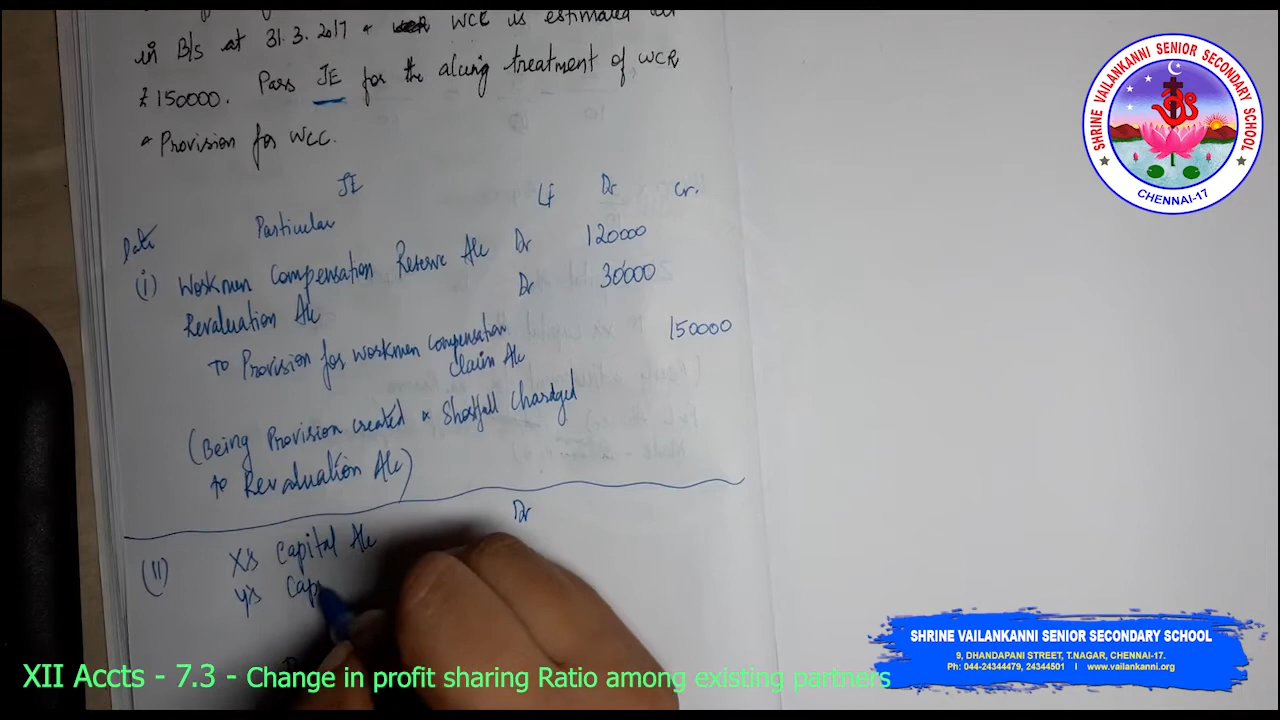 in B/s at 31.3.2017 & WCC is estimated at
₹150000. Pass JE for the acc'ing treatment of WCR
& Provision for WCC.
JE
Date Particular LF Dr Cr.
(i) Workmen Compensation Reserve A/c Dr 120000
Revaluation A/c Dr 30000
To Provision for Workmen Compensation Claim A/c 150000
(Being Provision created & Shortfall charged
to Revaluation A/c)
(ii) X's Capital A/c Dr
Y's Cap
SHRINE VAILANKANNI SENIOR SECONDARY SCHOOL
CHENNAI-17
SHRINE VAILANKANNI SENIOR SECONDARY SCHOOL
9, DHANDAPANI STREET, T.NAGAR, CHENNAI-17.
Ph: 044-24344479, 24344501 I www.vailankanni.org
XII Accts - 7.3 - Change in profit sharing Ratio among existing partners